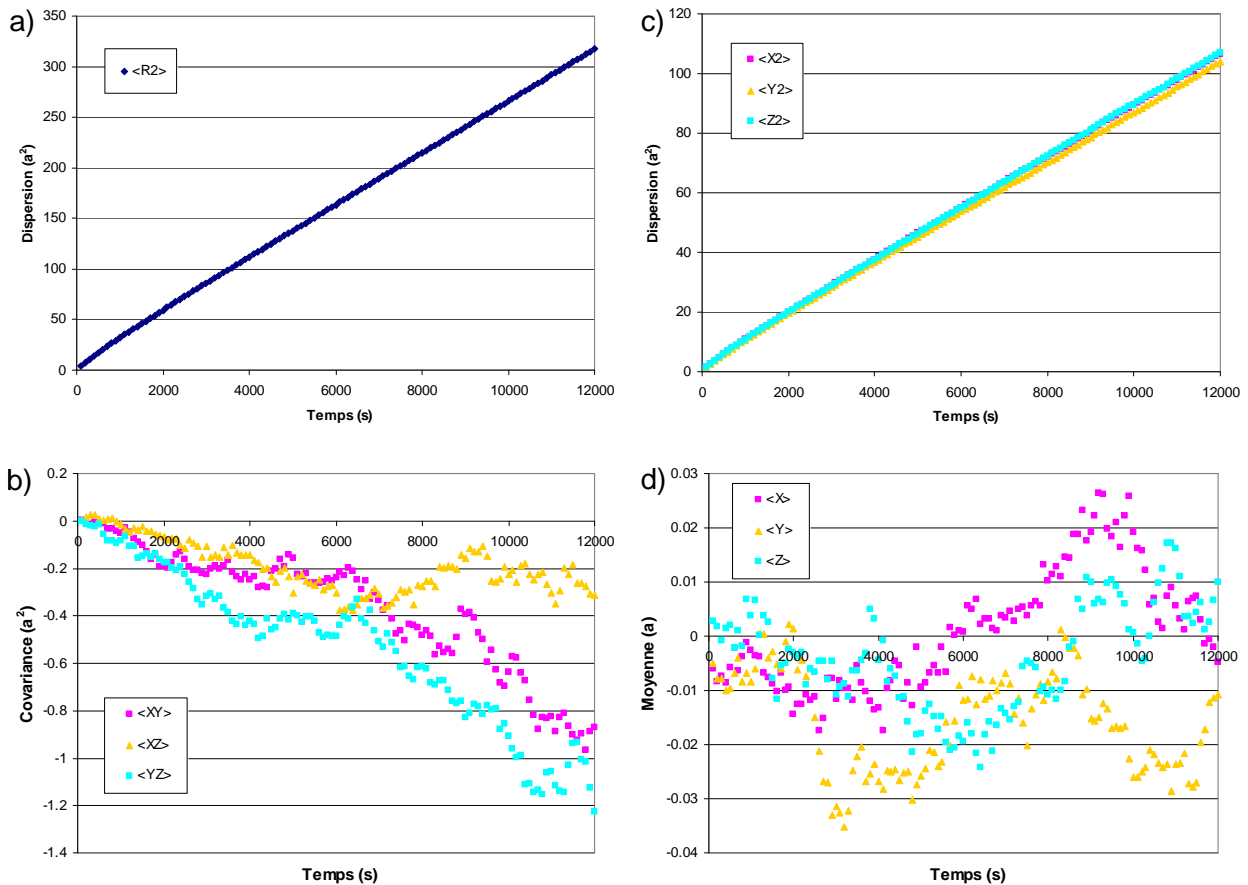 a)
350
300
250
200
150
100
50
0
Dispersion (a²)
<R2>
0 2000 4000 6000 8000 10000 12000
Temps (s)
c)
120
100
80
60
40
20
0
Dispersion (a²)
<X2>
<Y2>
<Z2>
0 2000 4000 6000 8000 10000 12000
Temps (s)
b)
0.2
0
-0.2
-0.4
-0.6
-0.8
-1
-1.2
-1.4
Covariance (a²)
0 2000 4000 6000 8000 10000 12000
<XY>
<XZ>
<YZ>
Temps (s)
d)
0.03
0.02
0.01
0
-0.01
-0.02
-0.03
-0.04
Moyenne (a)
<X>
<Y>
<Z>
0 2000 4000 6000 8000 10000 12000
Temps (s)